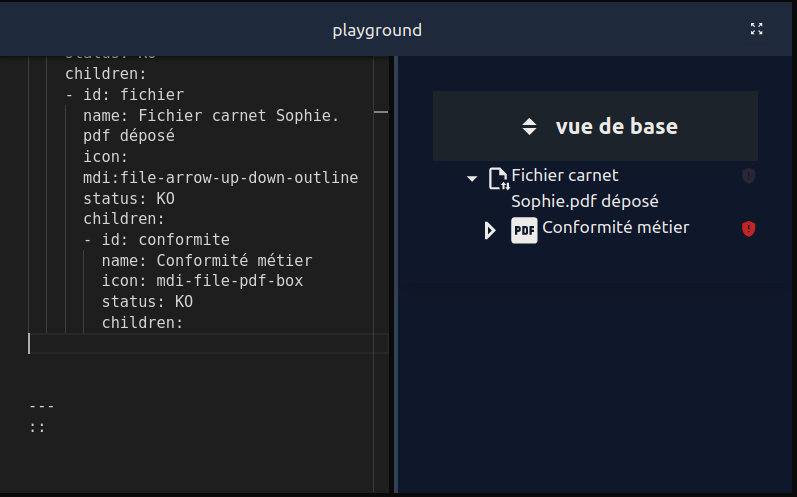 playground
status: KO
children:
- id: fichier
name: Fichier carnet Sophie.
pdf déposé
icon:
mdi:file-arrow-up-down-outline
status: KO
children:
- id: conformite
name: Conformité métier
icon: mdi-file-pdf-box
status: KO
children:
---
::
vue de base
Fichier carnet
Sophie.pdf déposé
PDF Conformité métier